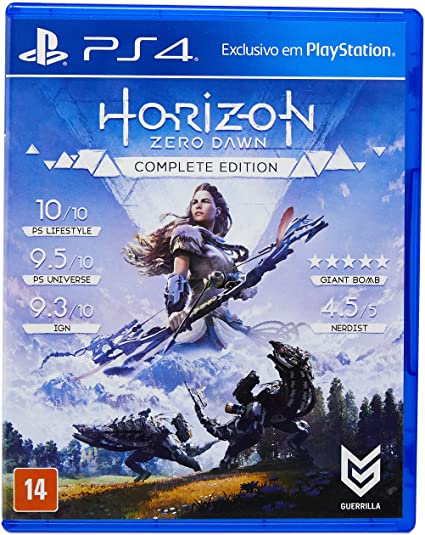 PS4
Exclusivo em PlayStation.
HORIZON
ZERO DAWN
COMPLETE EDITION
10/10
PS LIFESTYLE
9.5/10
PS UNIVERSE
9.3/10
IGN
★★★★★
GIANT BOMB
4.5/5
NERDIST
14
GUERRILLA